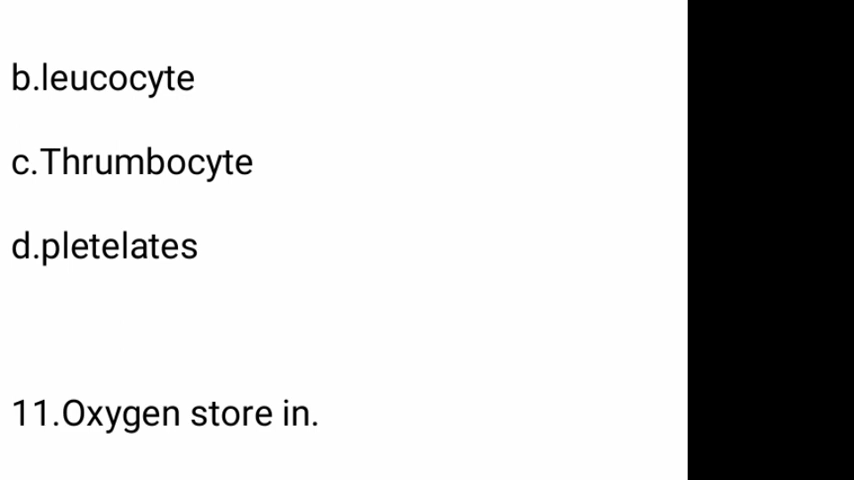 b.leucocyte
c.Thrumbocyte
d.pletelates
11.Oxygen store in.